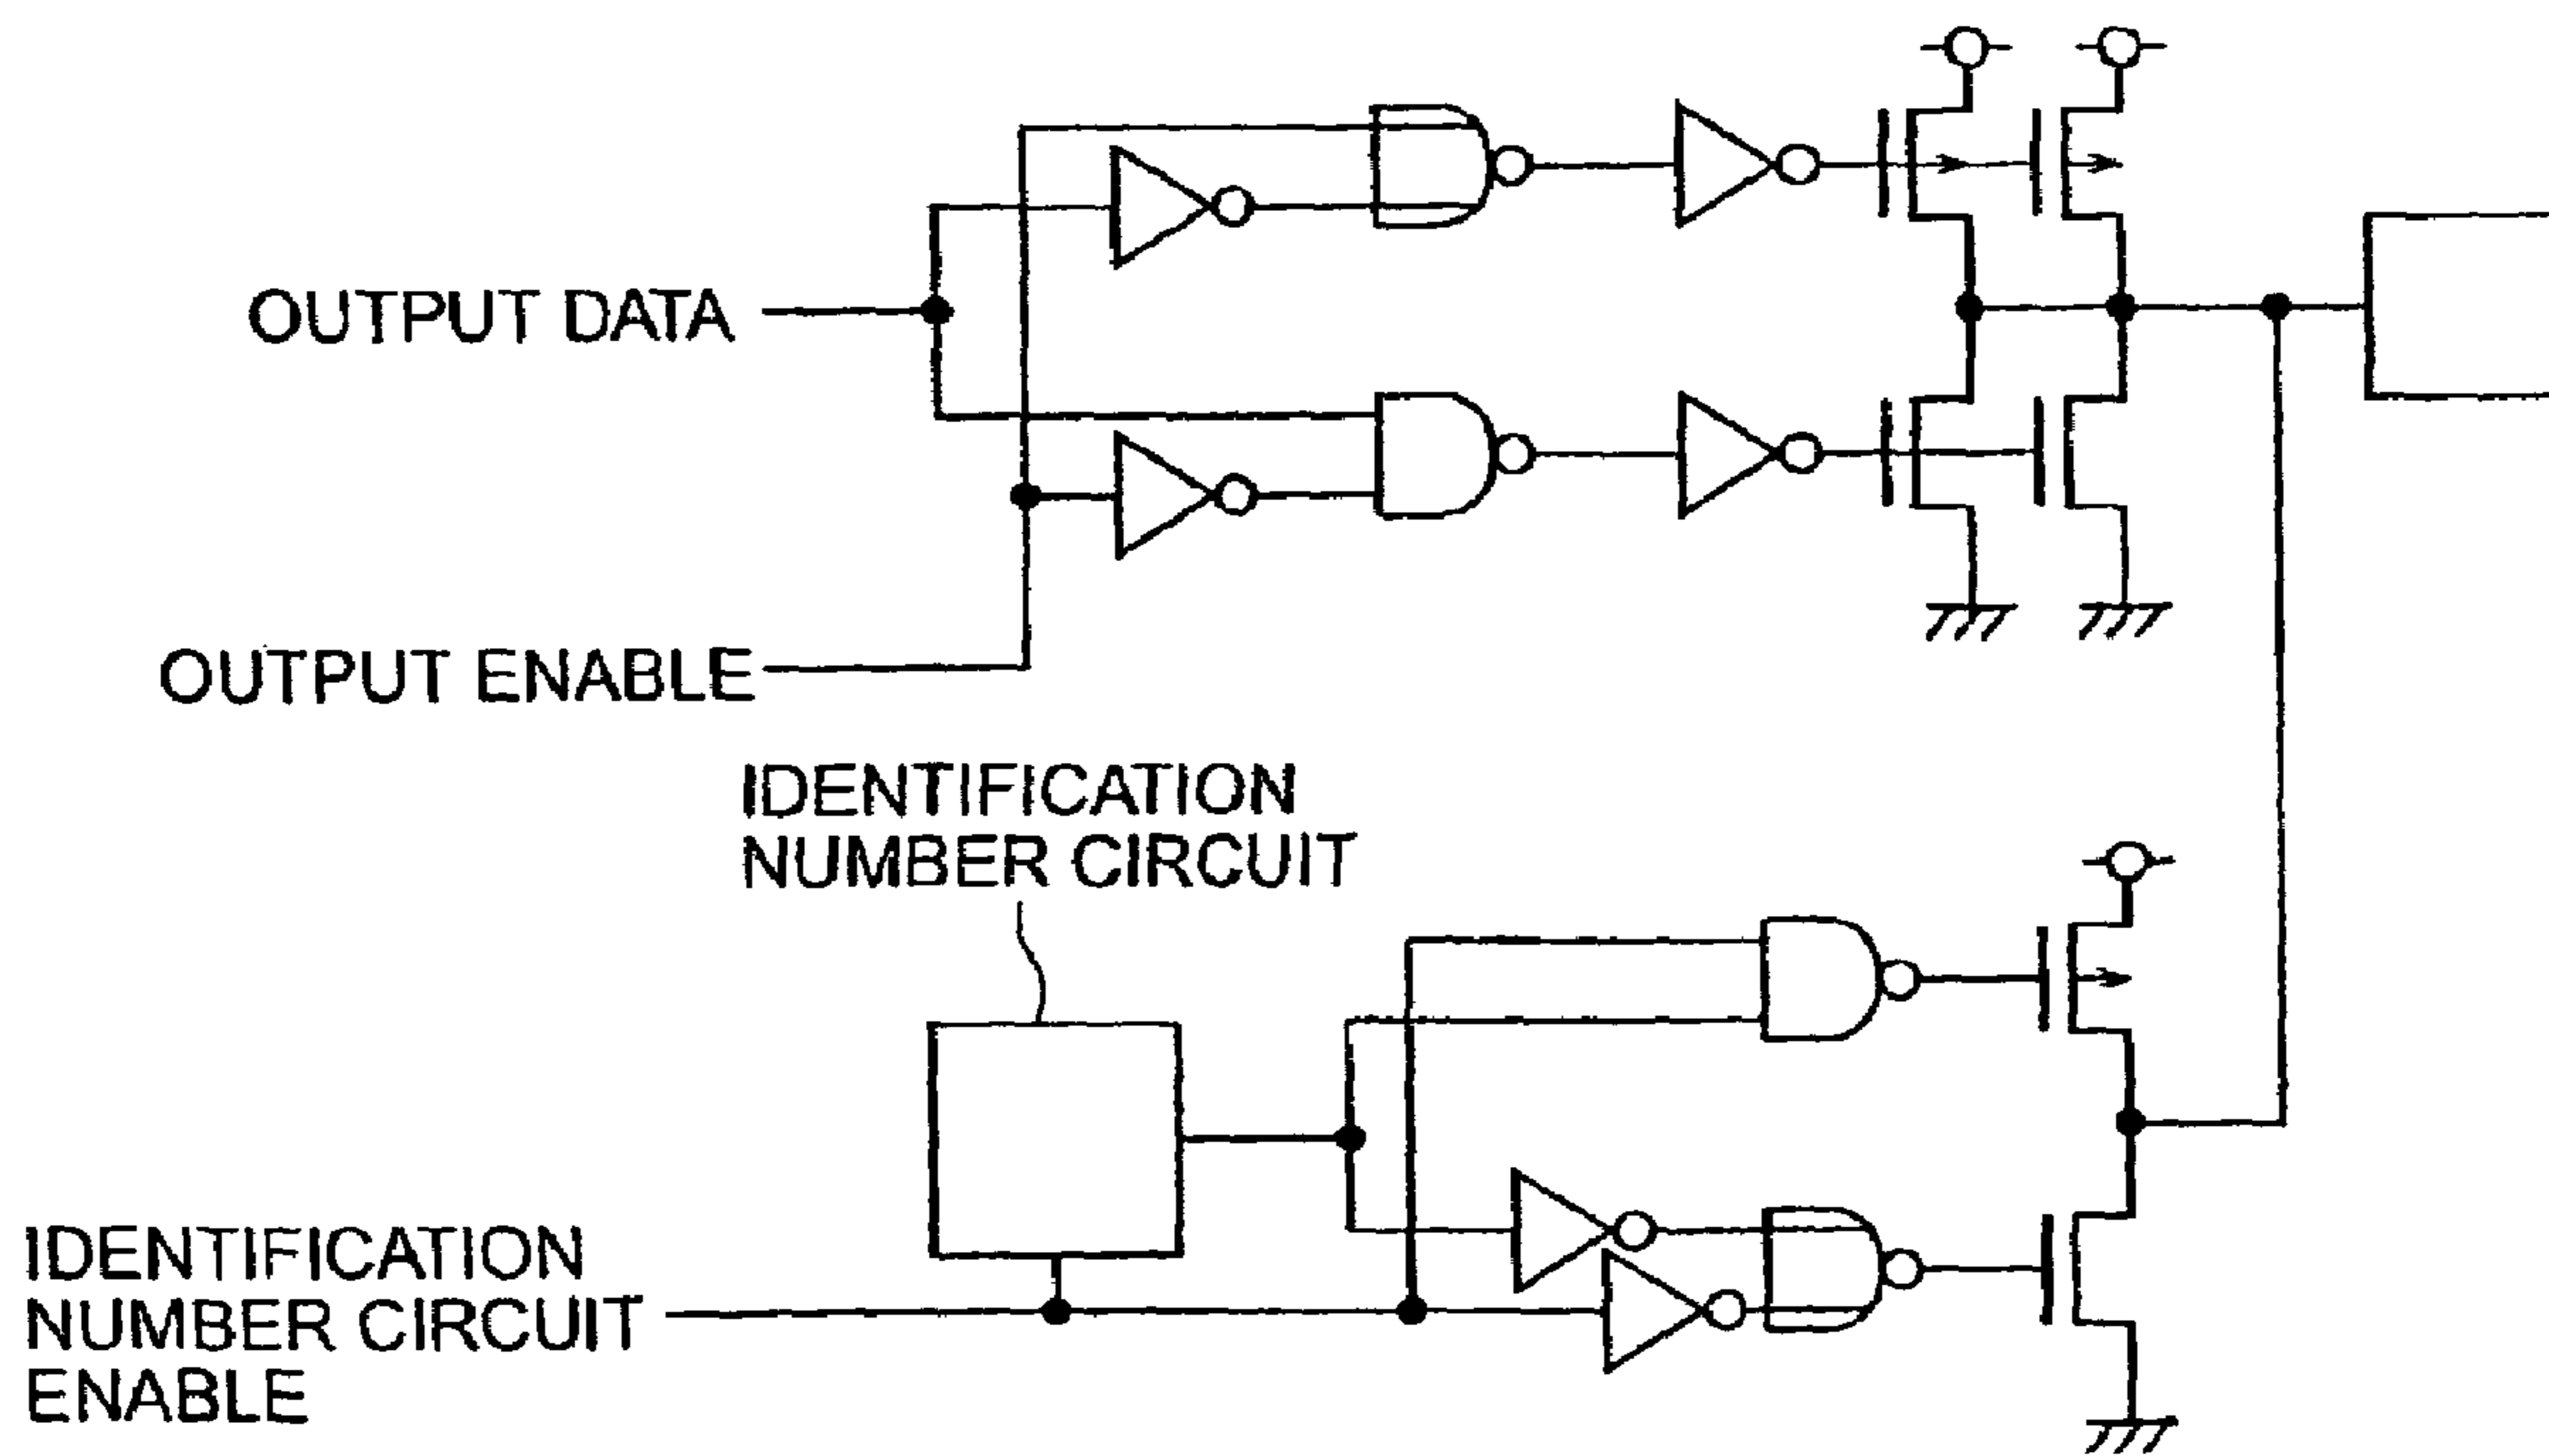 OUTPUT DATA
OUTPUT ENABLE
IDENTIFICATION
NUMBER CIRCUIT
IDENTIFICATION
NUMBER CIRCUIT
ENABLE